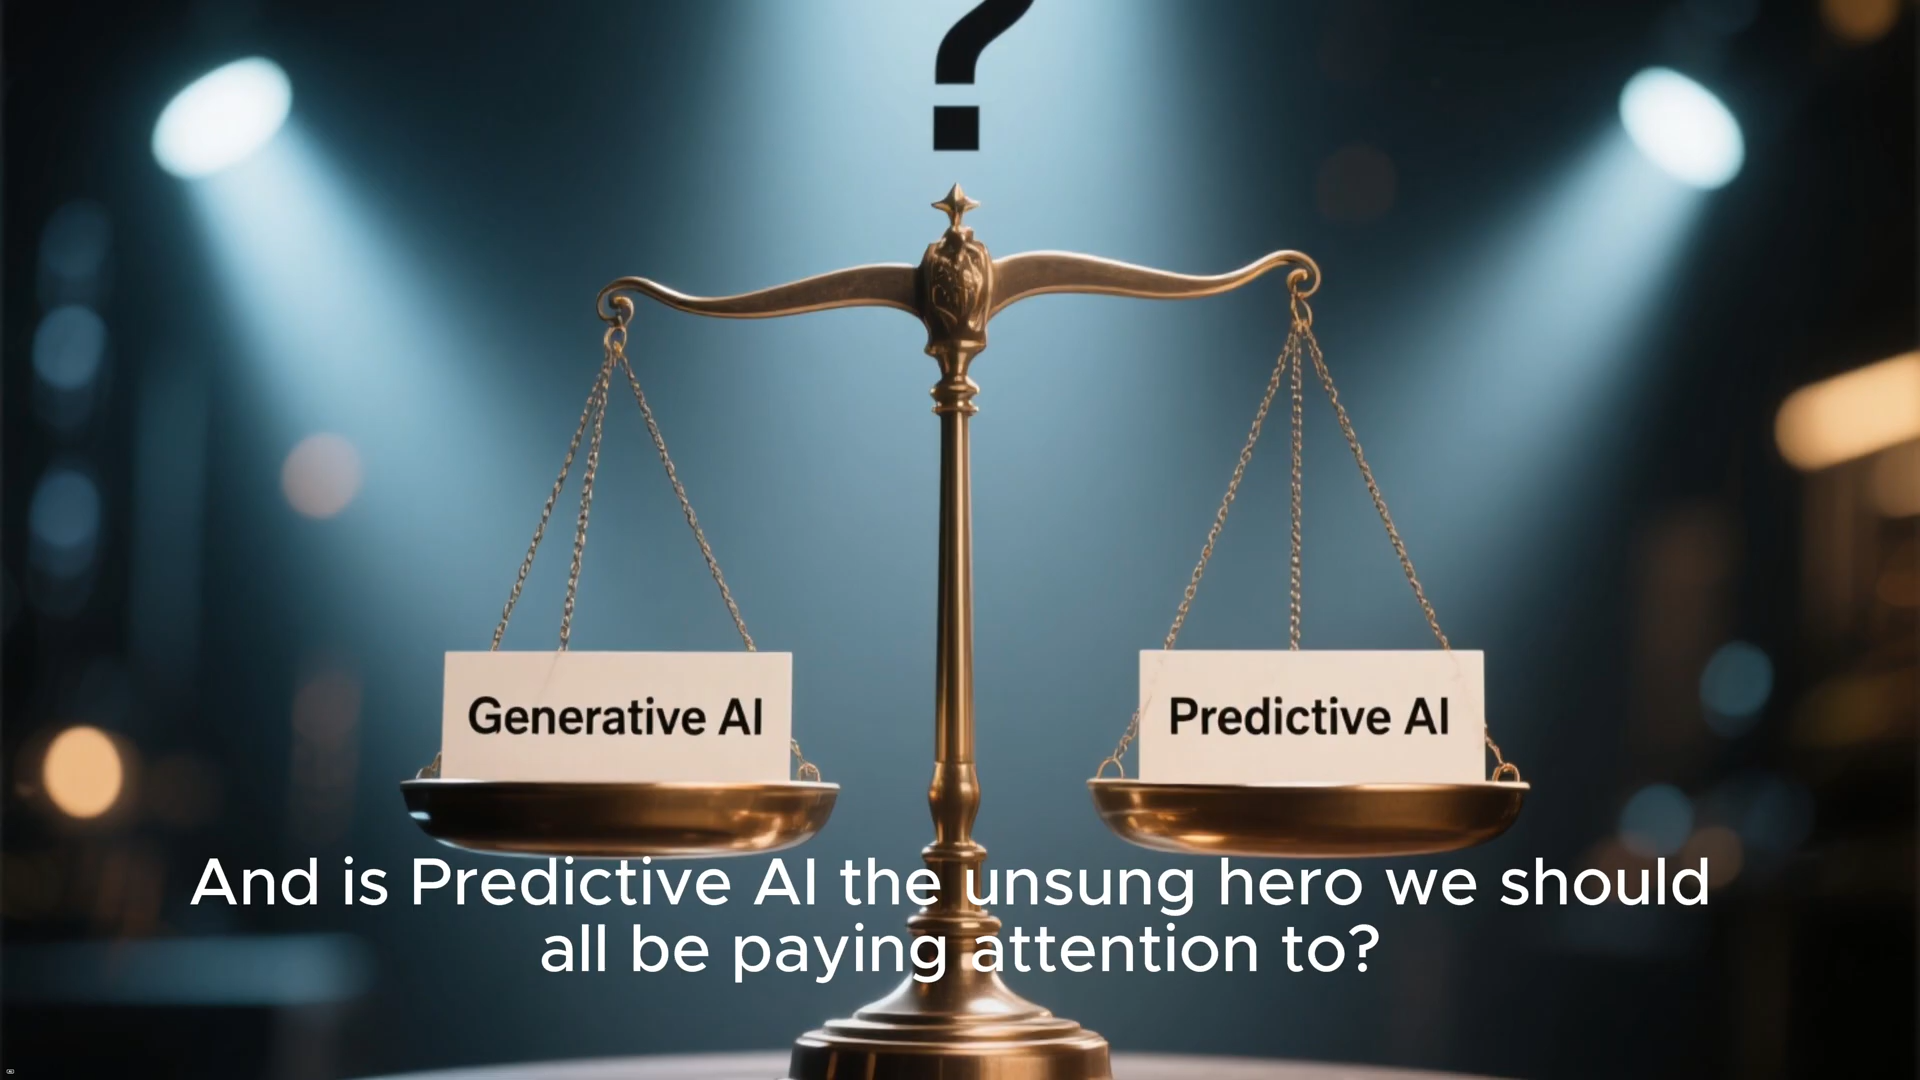 ?
Generative AI
Predictive AI
And is Predictive AI the unsung hero we should
all be paying attention to?